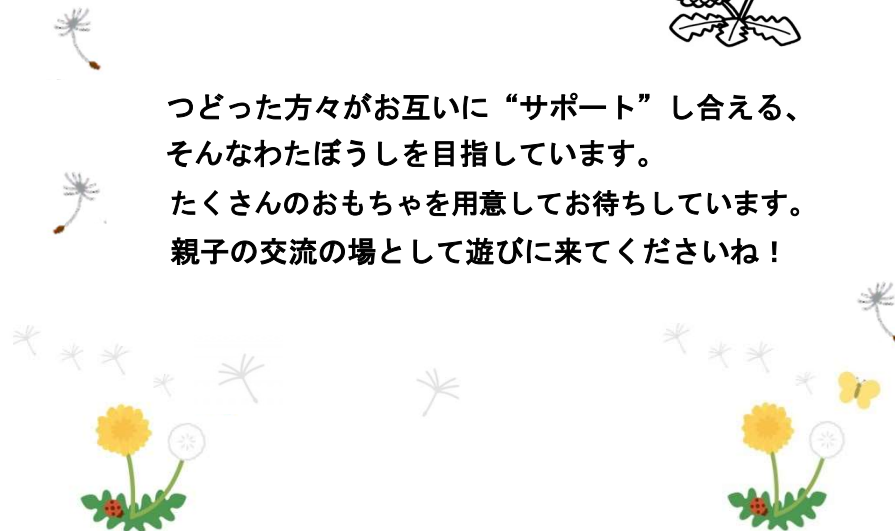 つどった方々がお互いに“サポート”し合える、
そんなわたぼうしを目指しています。
たくさんのおもちゃを用意してお待ちしています。
親子の交流の場として遊びに来てくださいね！